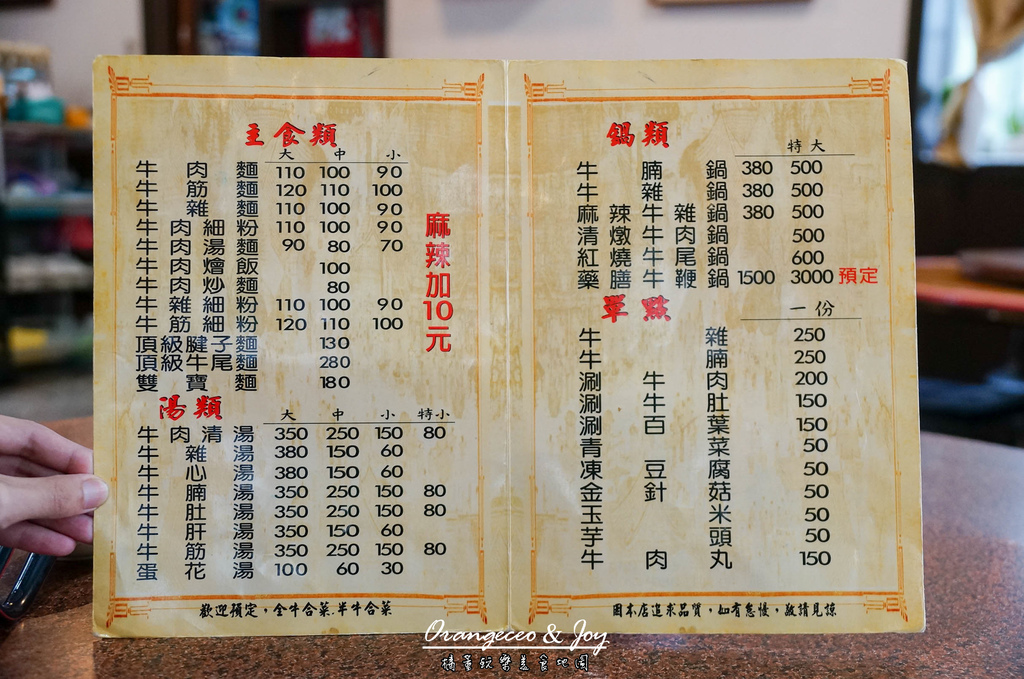 主食類
大 中 小
牛肉麵 110 100 90
牛筋麵 120 110 100
牛雜麵 110 100 90
牛肉細粉 110 100 90
牛肉湯麵 90 80 70
牛肉燴飯 100
牛肉炒麵 80
牛雜細粉 110 100 90
牛筋細粉 120 110 100
頂級腱子麵 130
頂級牛尾麵 280
雙寶麵 180
麻辣加10元
湯類
大 中 小 特小
牛肉清湯 350 250 150 80
牛雜湯 380 150 60
牛心湯 380 150 60
牛腩湯 350 250 150 80
牛肚湯 350 250 150 80
牛肝湯 350 150 60
牛筋湯 350 250 150 80
蛋花湯 100 60 30
歡迎預定,全牛合菜.半牛合菜
鍋類
特大
牛腩鍋 380 500
牛雜鍋 380 500
麻辣牛雜鍋 380 500
清燉牛肉鍋 500
紅燒牛尾鍋 600
藥膳牛鞭鍋 1500 3000 預定
單點
一份
牛雜 250
牛腩 250
涮牛肉 200
涮牛肚 150
涮百葉 150
青菜 50
凍豆腐 50
金針菇 50
玉米 50
芋頭 50
牛肉丸 150
因本店追求品質,如有怠慢,敬請見諒
Orangeceo & Joy
橘董玩樂美食地圖